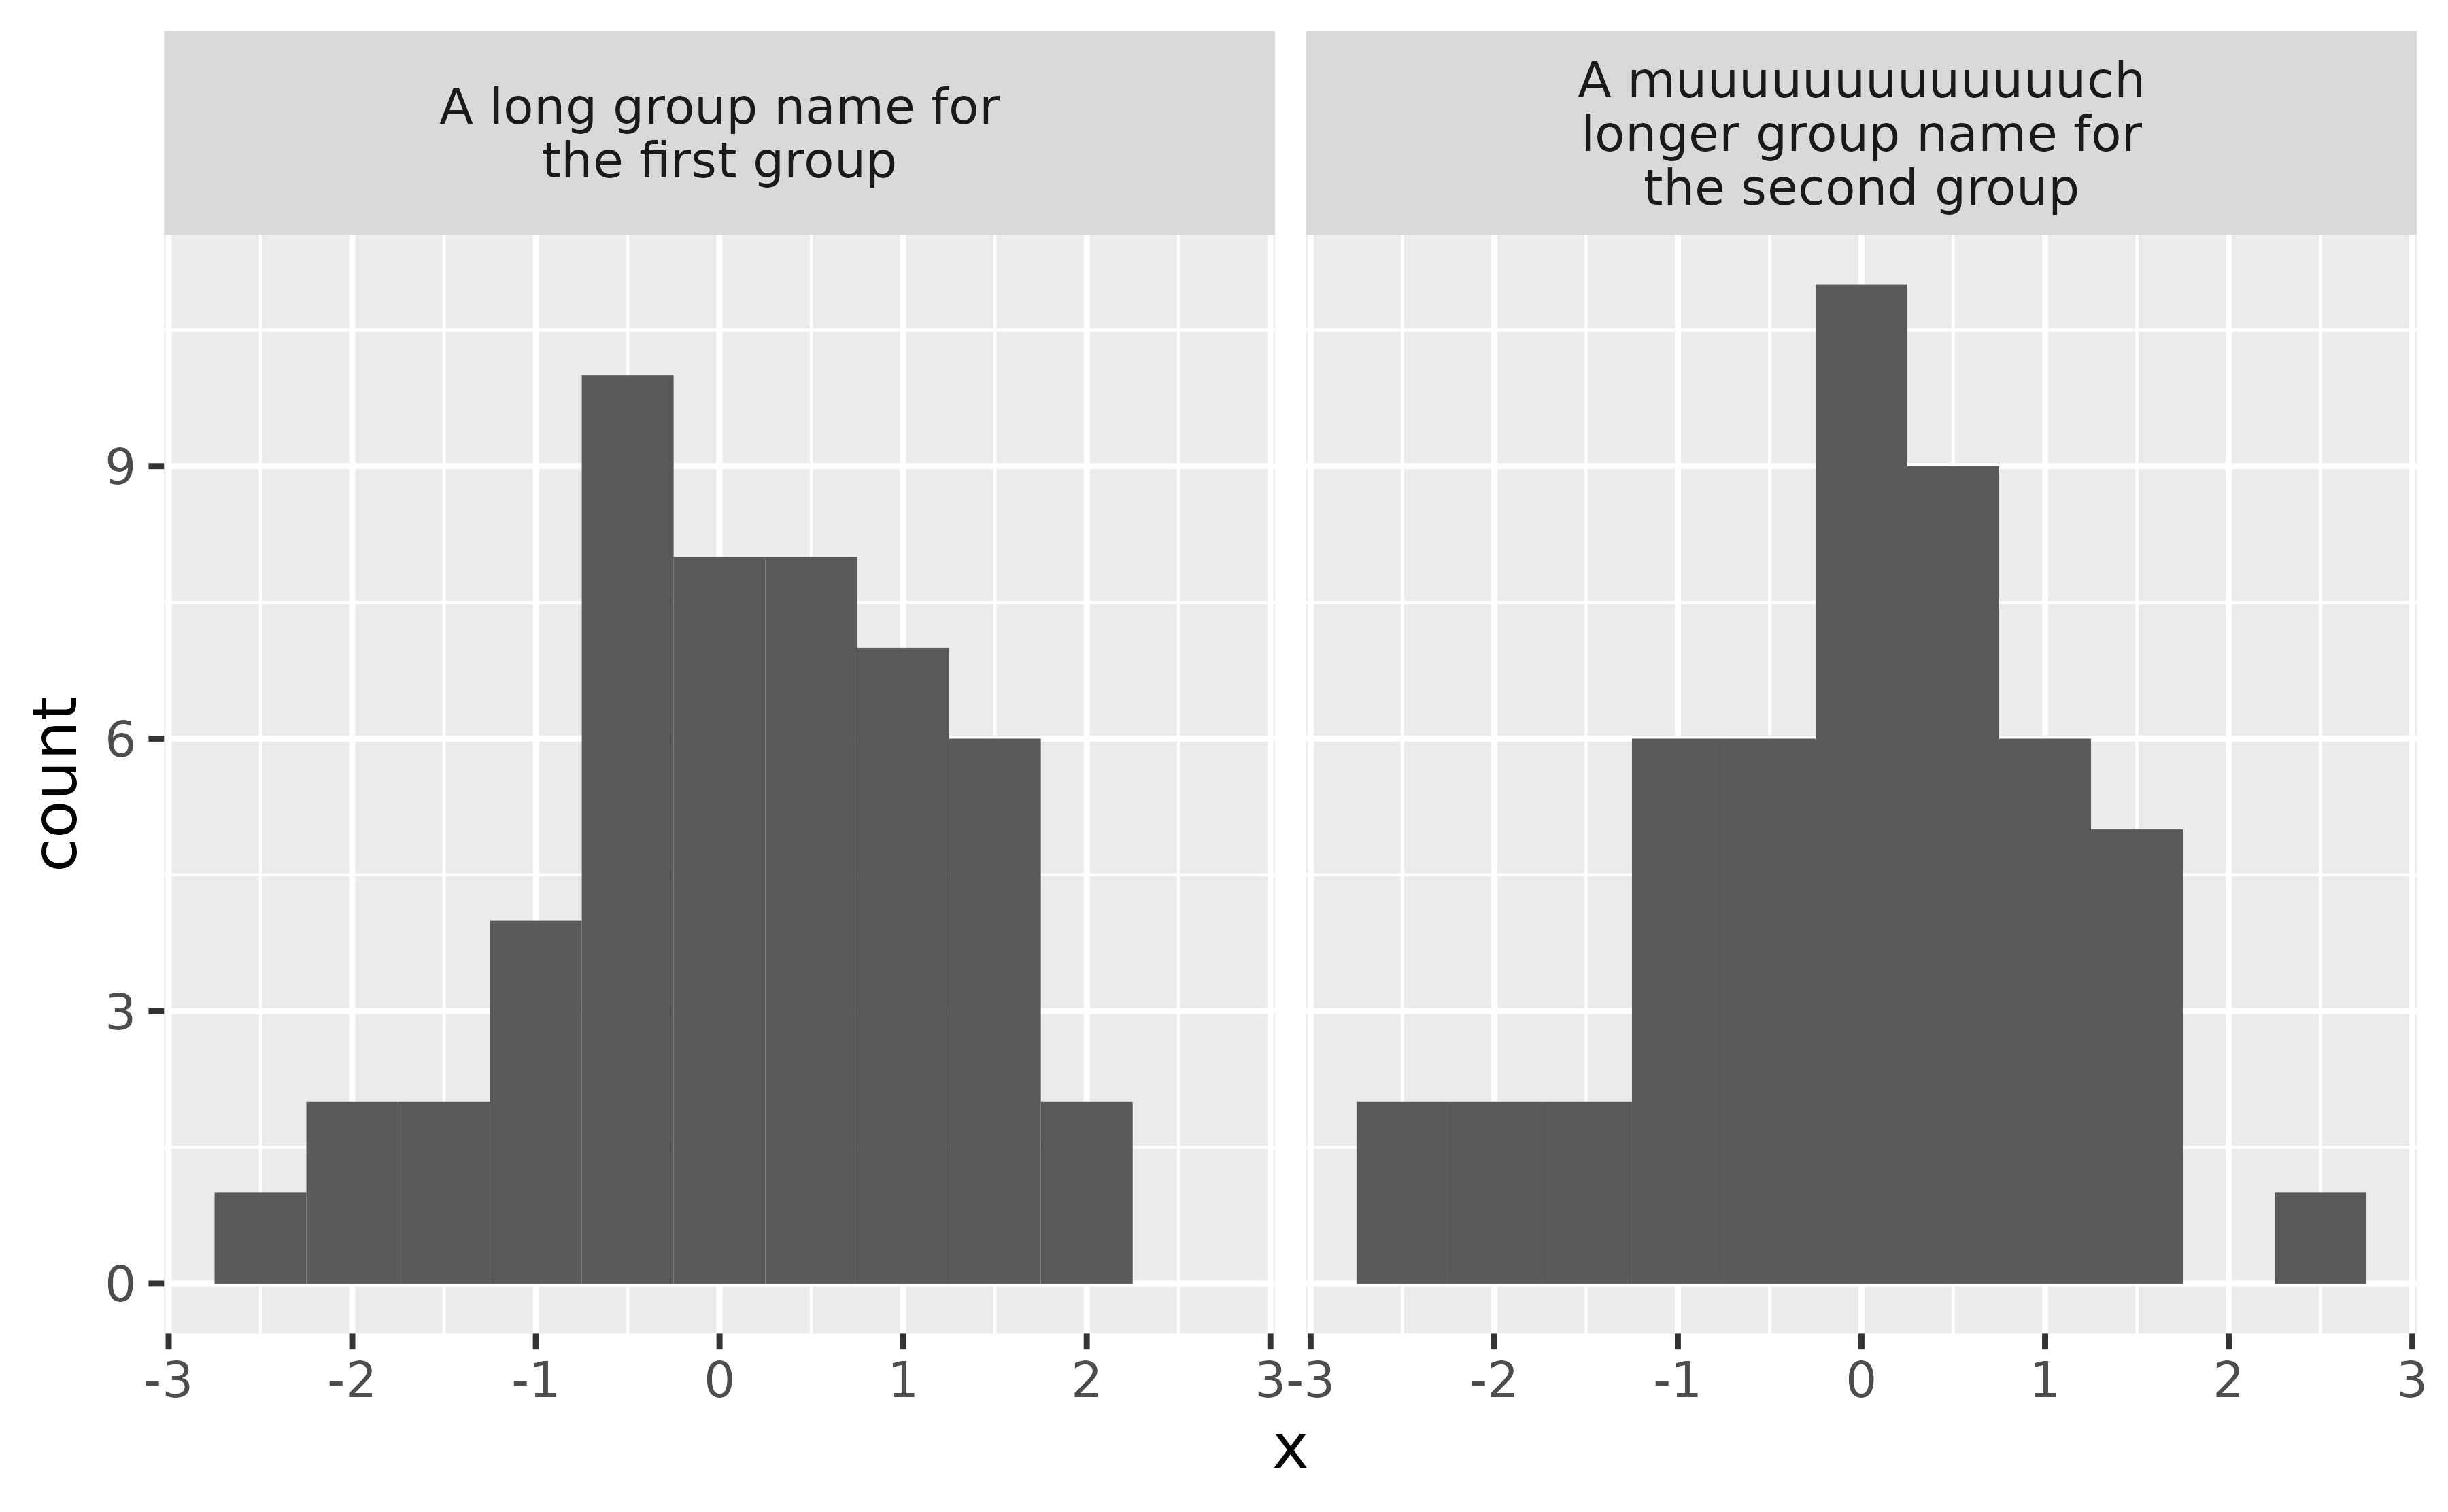 A long group name for
the first group
A muuuuuuuuuuuuuuch
longer group name for
the second group
count
9
6
3
0
-3 -2 -1 0 1 2 3
-3 -2 -1 0 1 2 3
x